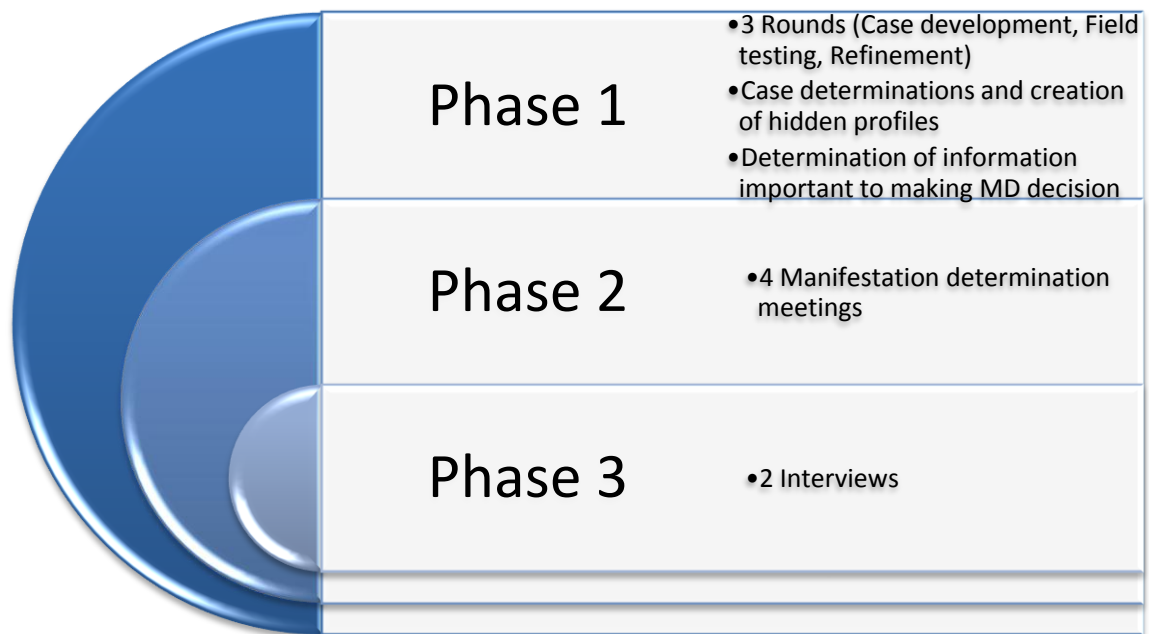 Phase 1
•3 Rounds (Case development, Field
testing, Refinement)
•Case determinations and creation
of hidden profiles
•Determination of information
important to making MD decision
Phase 2
•4 Manifestation determination
meetings
Phase 3
•2 Interviews